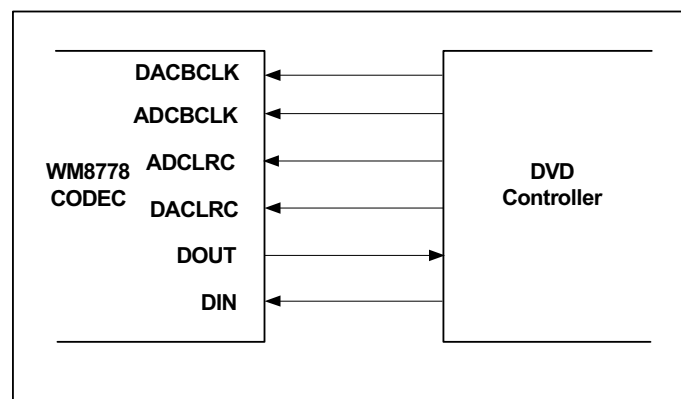 DACBCLK
ADCBCLK
ADCLRC
DACLRC
DOUT
DIN
WM8778
CODEC
DVD
Controller